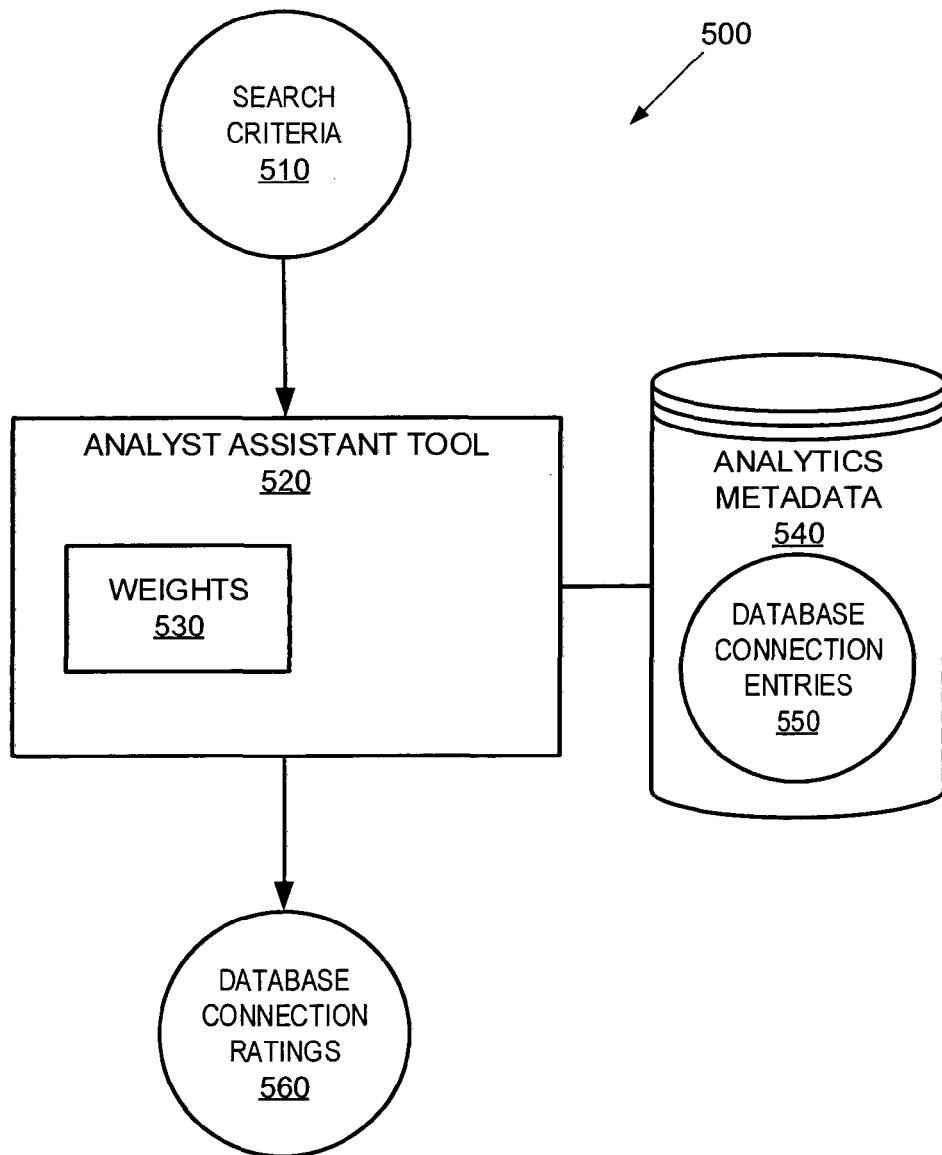 500
SEARCH
CRITERIA
510
ANALYST ASSISTANT TOOL
520
WEIGHTS
530
ANALYTICS
METADATA
540
DATABASE
CONNECTION
ENTRIES
550
DATABASE
CONNECTION
RATINGS
560